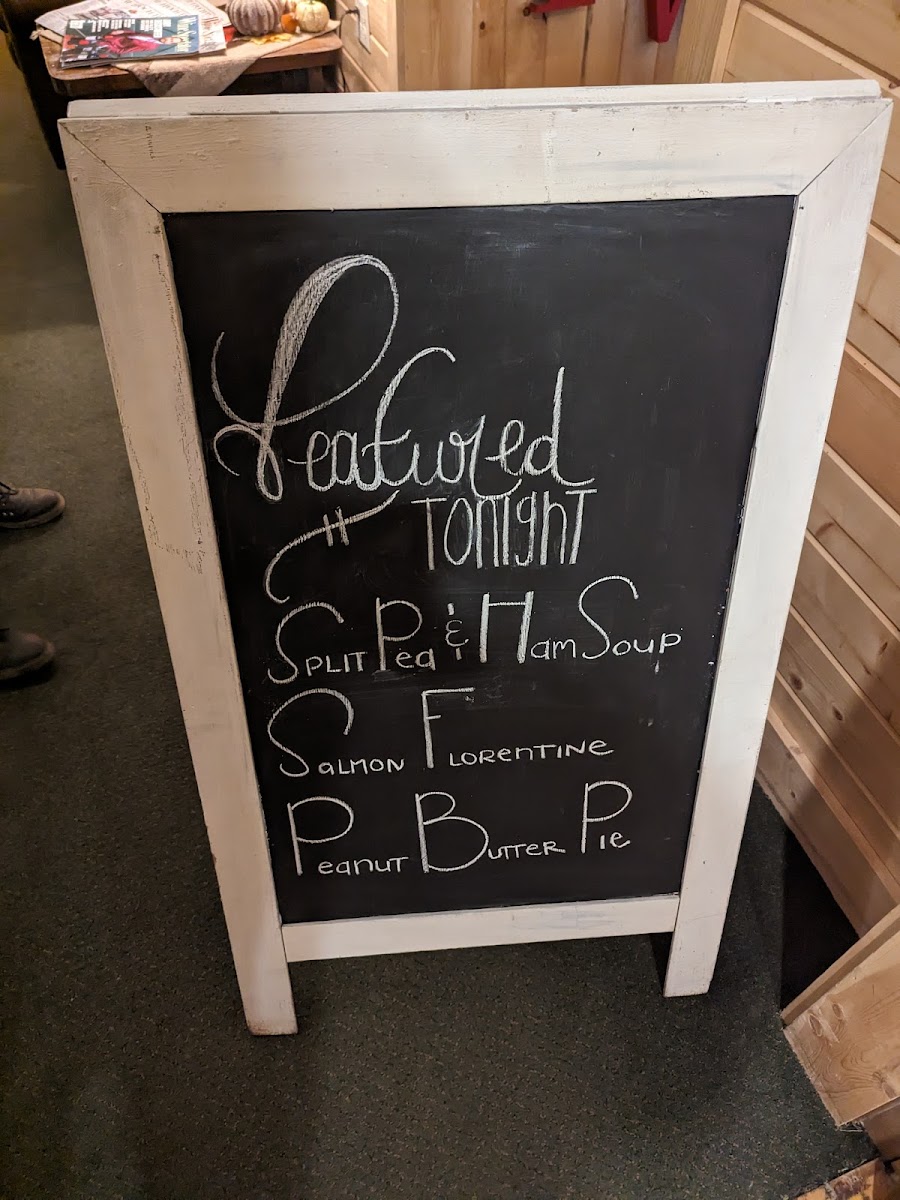 Featured
TONIGHT
SPLIT Pea & Ham Soup
SaLMON FLORENTINE
Peanut BUTTER PIe